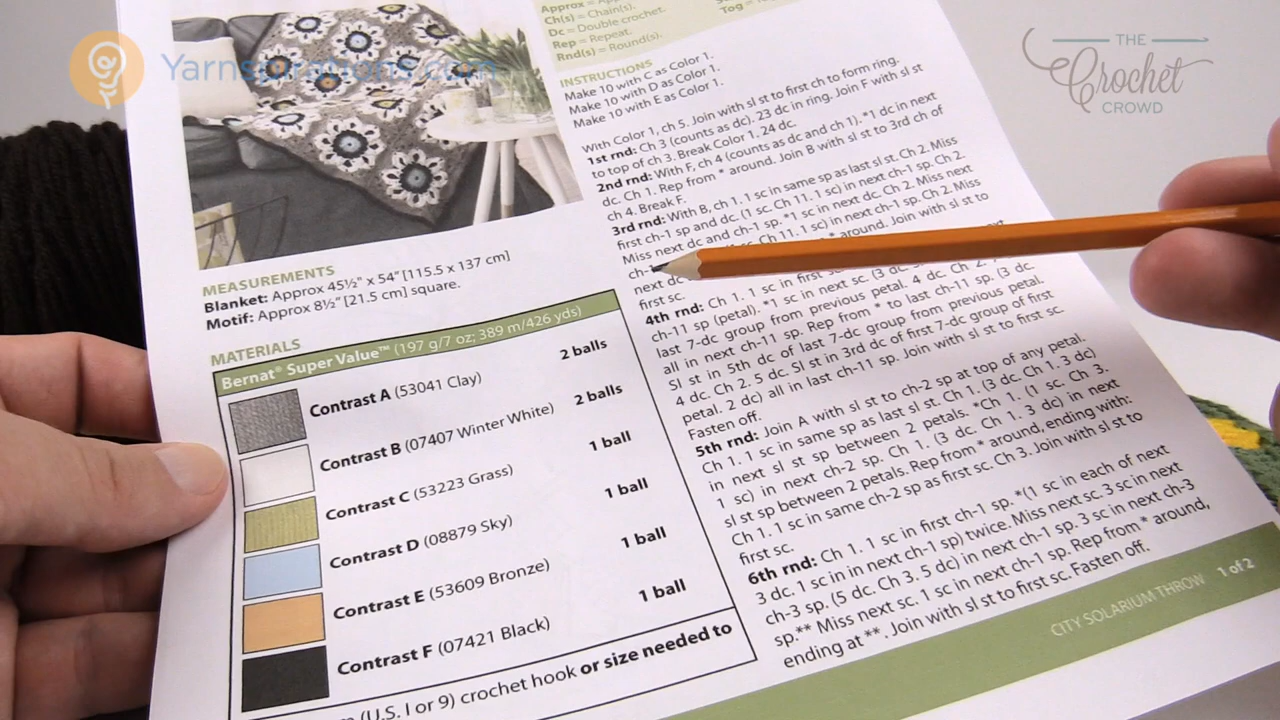 Yarnspirations.com
THE
Crochet
CROWD
Approx =
Ch(s) = Chain(s).
Dc = Double crochet.
Rep = Repeat.
Rnd(s) = Round(s).
Tog =
INSTRUCTIONS
Make 10 with C as Color 1.
Make 10 with D as Color 1.
Make 10 with E as Color 1.
With Color 1, ch 5. Join with sl st to first ch to form ring.
1st rnd: Ch 3 (counts as dc). 23 dc in ring. Join F with sl st
to top of ch 3. Break Color 1. 24 dc.
2nd rnd: With F, ch 4 (counts as dc and ch 1). *1 dc in next
dc. Ch 1. Rep from * around. Join B with sl st to 3rd ch of
ch 4. Break F.
3rd rnd: With B, ch 1. 1 sc in same sp as last sl st. Ch 2. Miss
first ch-1 sp and dc. (1 sc. Ch 11. 1 sc) in next ch-1 sp. Ch 2.
Miss next dc and ch-1 sp. *1 sc in next dc. Ch 2. Miss next
Ch 11. 1 sc) in next ch-1 sp. Ch 2. Miss
next dc * around. Join with sl st to
first sc.
4th rnd: Ch 1. 1 sc in first sc. (3 dc. Ch 2.
ch-11 sp (petal). *1 sc in next sc. (3 dc.
last 7-dc group from previous petal. 4 dc. Ch 2.
all in next ch-11 sp. Rep from * to last ch-11 sp. (3 dc.
Sl st in 5th dc of last 7-dc group from previous petal.
4 dc. Ch 2. 5 dc. Sl st in 3rd dc of first 7-dc group of first
petal. 2 dc) all in last ch-11 sp. Join with sl st to first sc.
Fasten off.
5th rnd: Join A with sl st to ch-2 sp at top of any petal.
Ch 1. 1 sc in same sp as last sl st. Ch 1. (3 dc. Ch 1. 3 dc)
in next sl st sp between 2 petals. *Ch 1. (1 sc. Ch 3.
1 sc) in next ch-2 sp. Ch 1. (3 dc. Ch 1. 3 dc) in next
sl st sp between 2 petals. Rep from * around, ending with:
Ch 1. 1 sc in same ch-2 sp as first sc. Ch 3. Join with sl st to
first sc.
6th rnd: Ch 1. 1 sc in first ch-1 sp. *(1 sc in each of next
3 dc. 1 sc in in next ch-1 sp) twice. Miss next sc. 3 sc in next
ch-3 sp. (5 dc. Ch 3. 5 dc) in next ch-1 sp. 3 sc in next ch-3
sp.** Miss next sc. 1 sc in next ch-1 sp. Rep from * around,
ending at ** . Join with sl st to first sc. Fasten off.
CITY SOLARIUM THROW 1 of 2
MEASUREMENTS
Blanket: Approx 45½" x 54" [115.5 x 137 cm]
Motif: Approx 8½" [21.5 cm] square.
MATERIALS
Bernat® Super Value™ (197 g/7 oz; 389 m/426 yds)
Contrast A (53041 Clay) 2 balls
Contrast B (07407 Winter White) 2 balls
Contrast C (53223 Grass) 1 ball
Contrast D (08879 Sky) 1 ball
Contrast E (53609 Bronze) 1 ball
Contrast F (07421 Black) 1 ball
(U.S. I or 9) crochet hook or size needed to